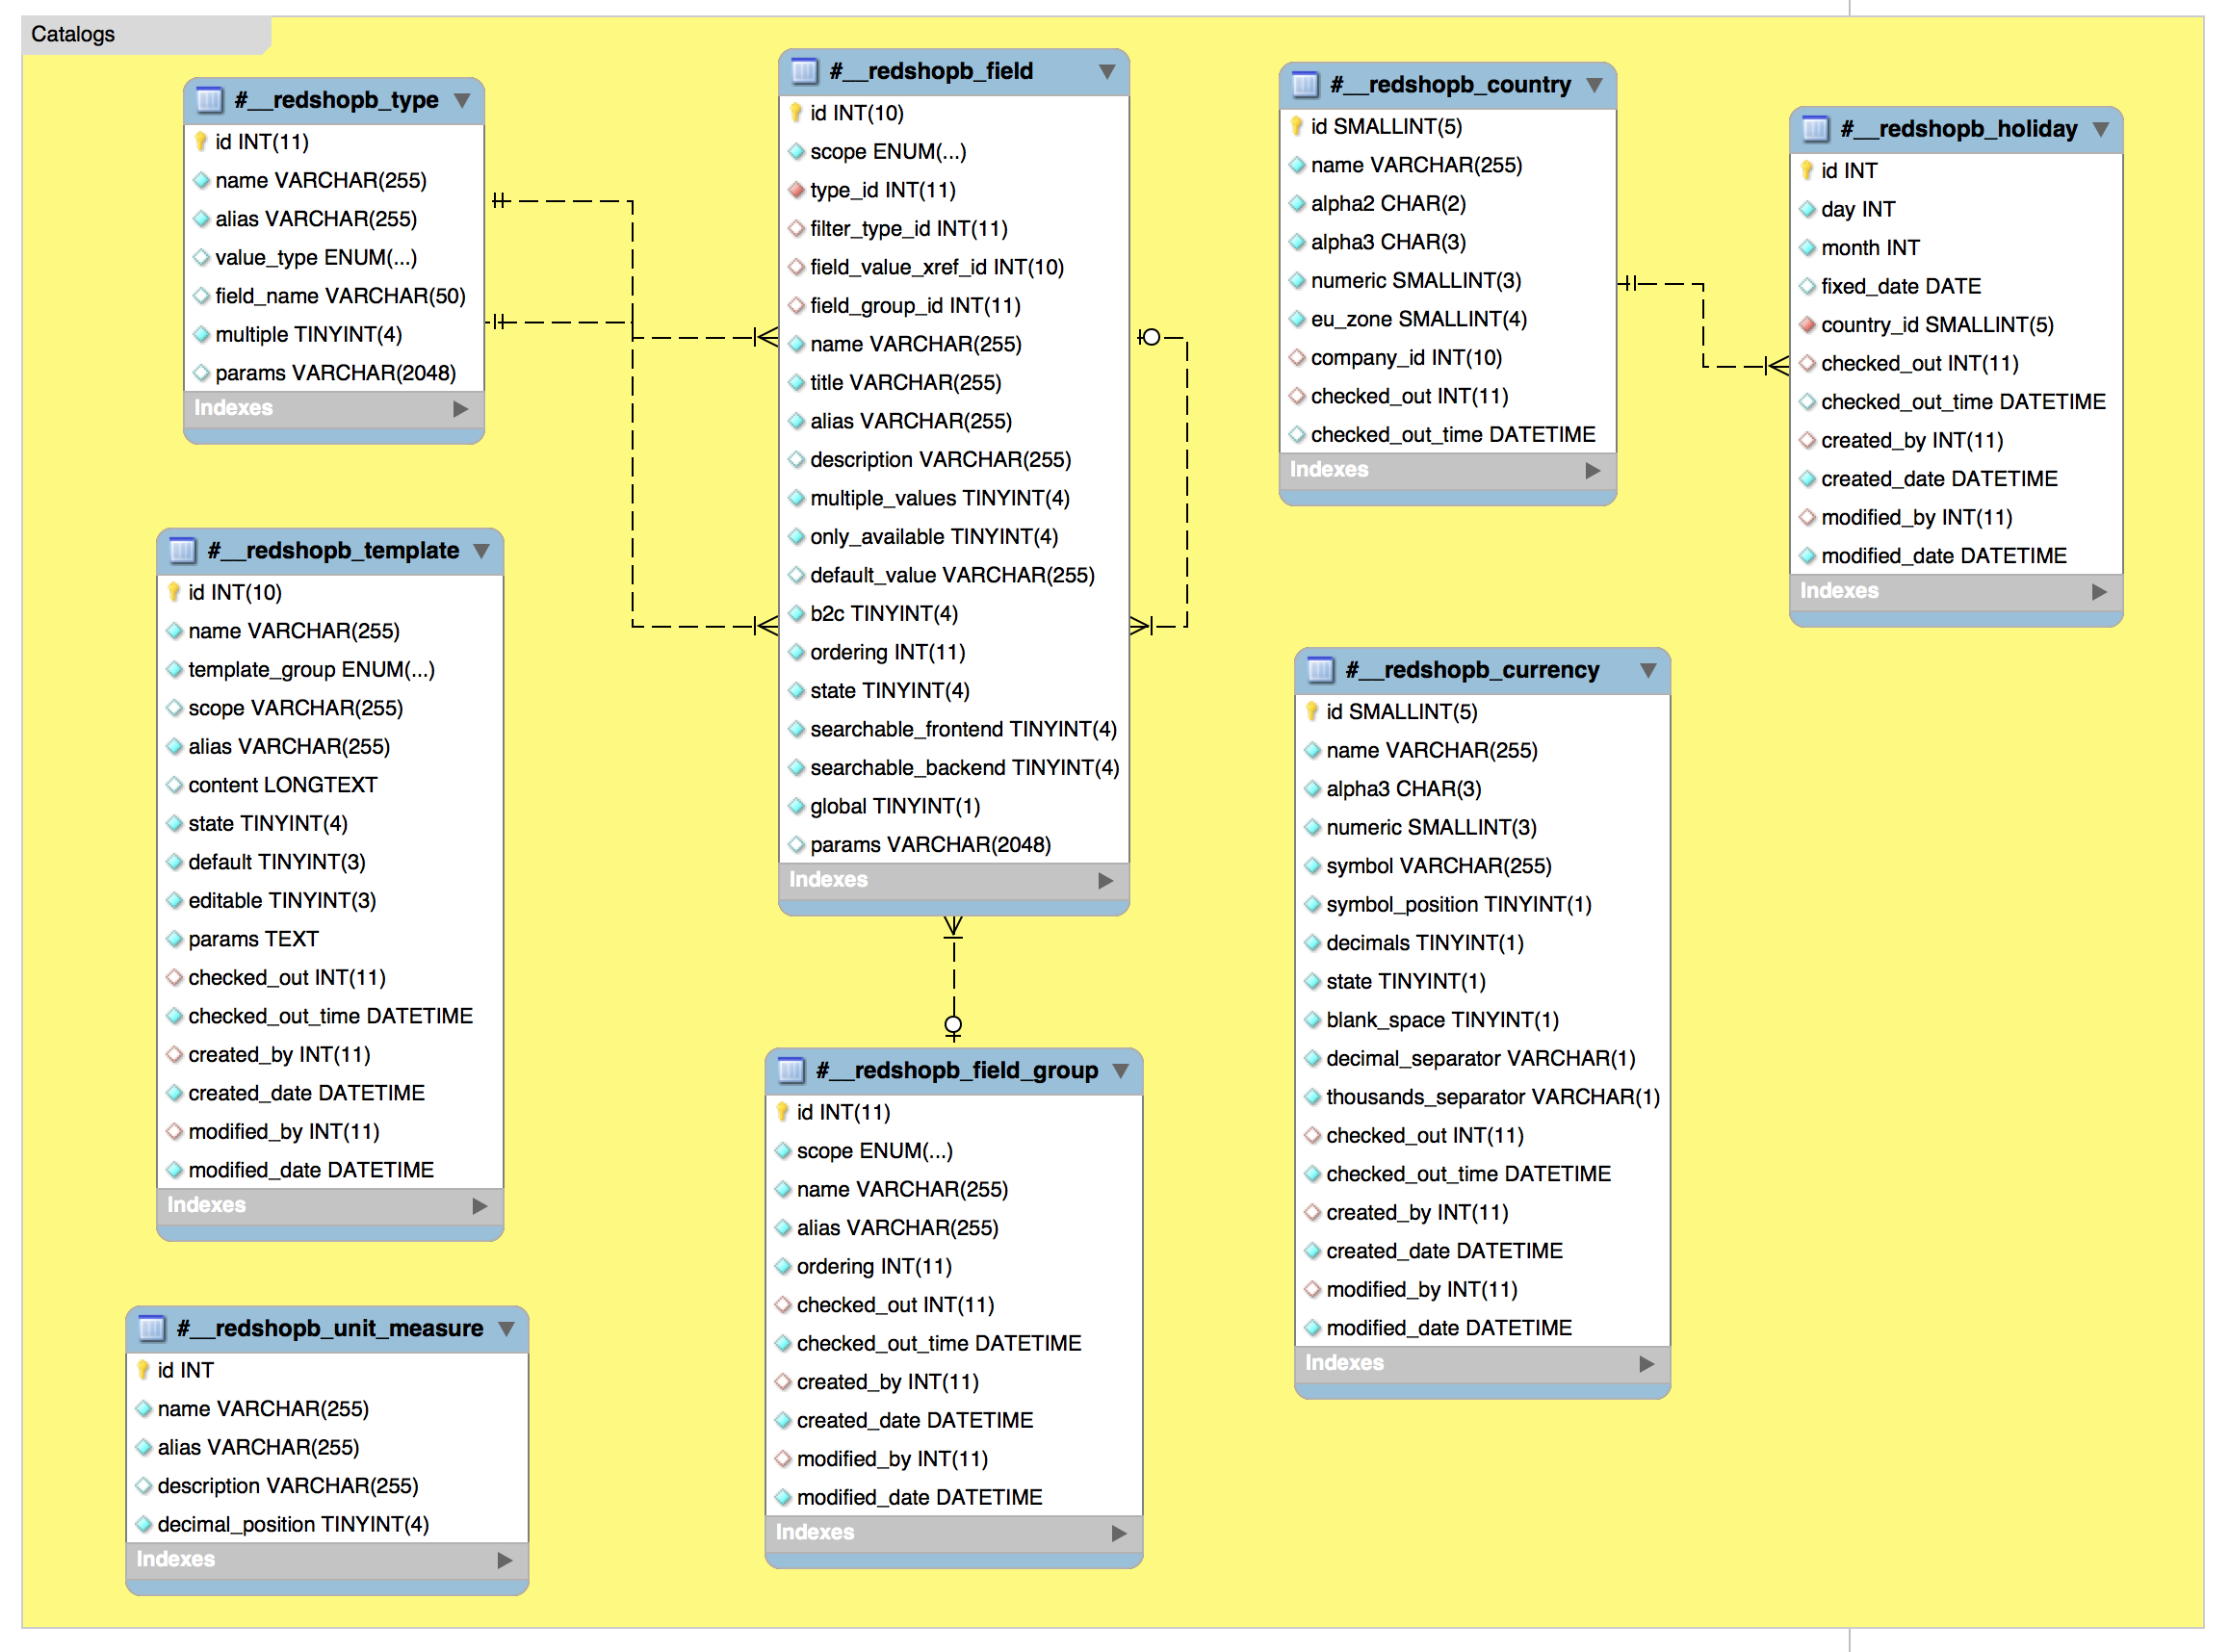 Catalogs
#__redshopb_type
id INT(11)
name VARCHAR(255)
alias VARCHAR(255)
value_type ENUM(...)
field_name VARCHAR(50)
multiple TINYINT(4)
params VARCHAR(2048)
Indexes
#__redshopb_template
id INT(10)
name VARCHAR(255)
template_group ENUM(...)
scope VARCHAR(255)
alias VARCHAR(255)
content LONGTEXT
state TINYINT(4)
default TINYINT(3)
editable TINYINT(3)
params TEXT
checked_out INT(11)
checked_out_time DATETIME
created_by INT(11)
created_date DATETIME
modified_by INT(11)
modified_date DATETIME
Indexes
#__redshopb_unit_measure
id INT
name VARCHAR(255)
alias VARCHAR(255)
description VARCHAR(255)
decimal_position TINYINT(4)
Indexes
#__redshopb_field
id INT(10)
scope ENUM(...)
type_id INT(11)
filter_type_id INT(11)
field_value_xref_id INT(10)
field_group_id INT(11)
name VARCHAR(255)
title VARCHAR(255)
alias VARCHAR(255)
description VARCHAR(255)
multiple_values TINYINT(4)
only_available TINYINT(4)
default_value VARCHAR(255)
b2c TINYINT(4)
ordering INT(11)
state TINYINT(4)
searchable_frontend TINYINT(4)
searchable_backend TINYINT(4)
global TINYINT(1)
params VARCHAR(2048)
Indexes
#__redshopb_field_group
id INT(11)
scope ENUM(...)
name VARCHAR(255)
alias VARCHAR(255)
ordering INT(11)
checked_out INT(11)
checked_out_time DATETIME
created_by INT(11)
created_date DATETIME
modified_by INT(11)
modified_date DATETIME
Indexes
#__redshopb_country
id SMALLINT(5)
name VARCHAR(255)
alpha2 CHAR(2)
alpha3 CHAR(3)
numeric SMALLINT(3)
eu_zone SMALLINT(4)
company_id INT(10)
checked_out INT(11)
checked_out_time DATETIME
Indexes
#__redshopb_holiday
id INT
day INT
month INT
fixed_date DATE
country_id SMALLINT(5)
checked_out INT(11)
checked_out_time DATETIME
created_by INT(11)
created_date DATETIME
modified_by INT(11)
modified_date DATETIME
Indexes
#__redshopb_currency
id SMALLINT(5)
name VARCHAR(255)
alpha3 CHAR(3)
numeric SMALLINT(3)
symbol VARCHAR(255)
symbol_position TINYINT(1)
decimals TINYINT(1)
state TINYINT(1)
blank_space TINYINT(1)
decimal_separator VARCHAR(1)
thousands_separator VARCHAR(1)
checked_out INT(11)
checked_out_time DATETIME
created_by INT(11)
created_date DATETIME
modified_by INT(11)
modified_date DATETIME
Indexes